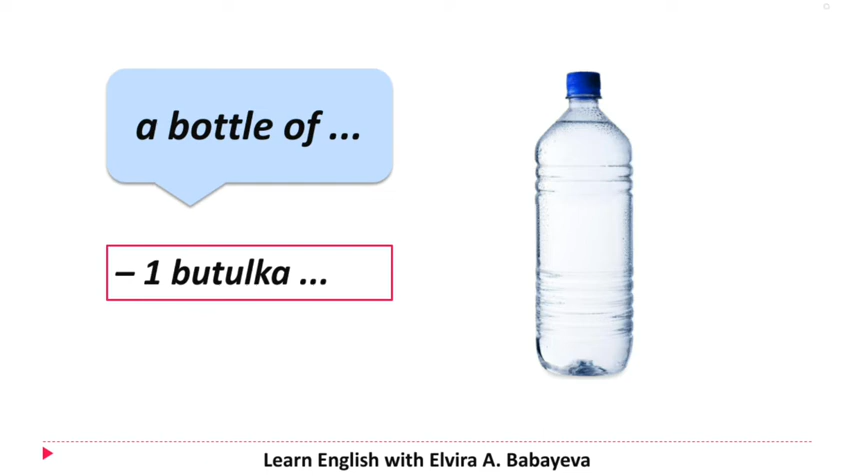 a bottle of ...
– 1 butulka ...
Learn English with Elvira A. Babayeva